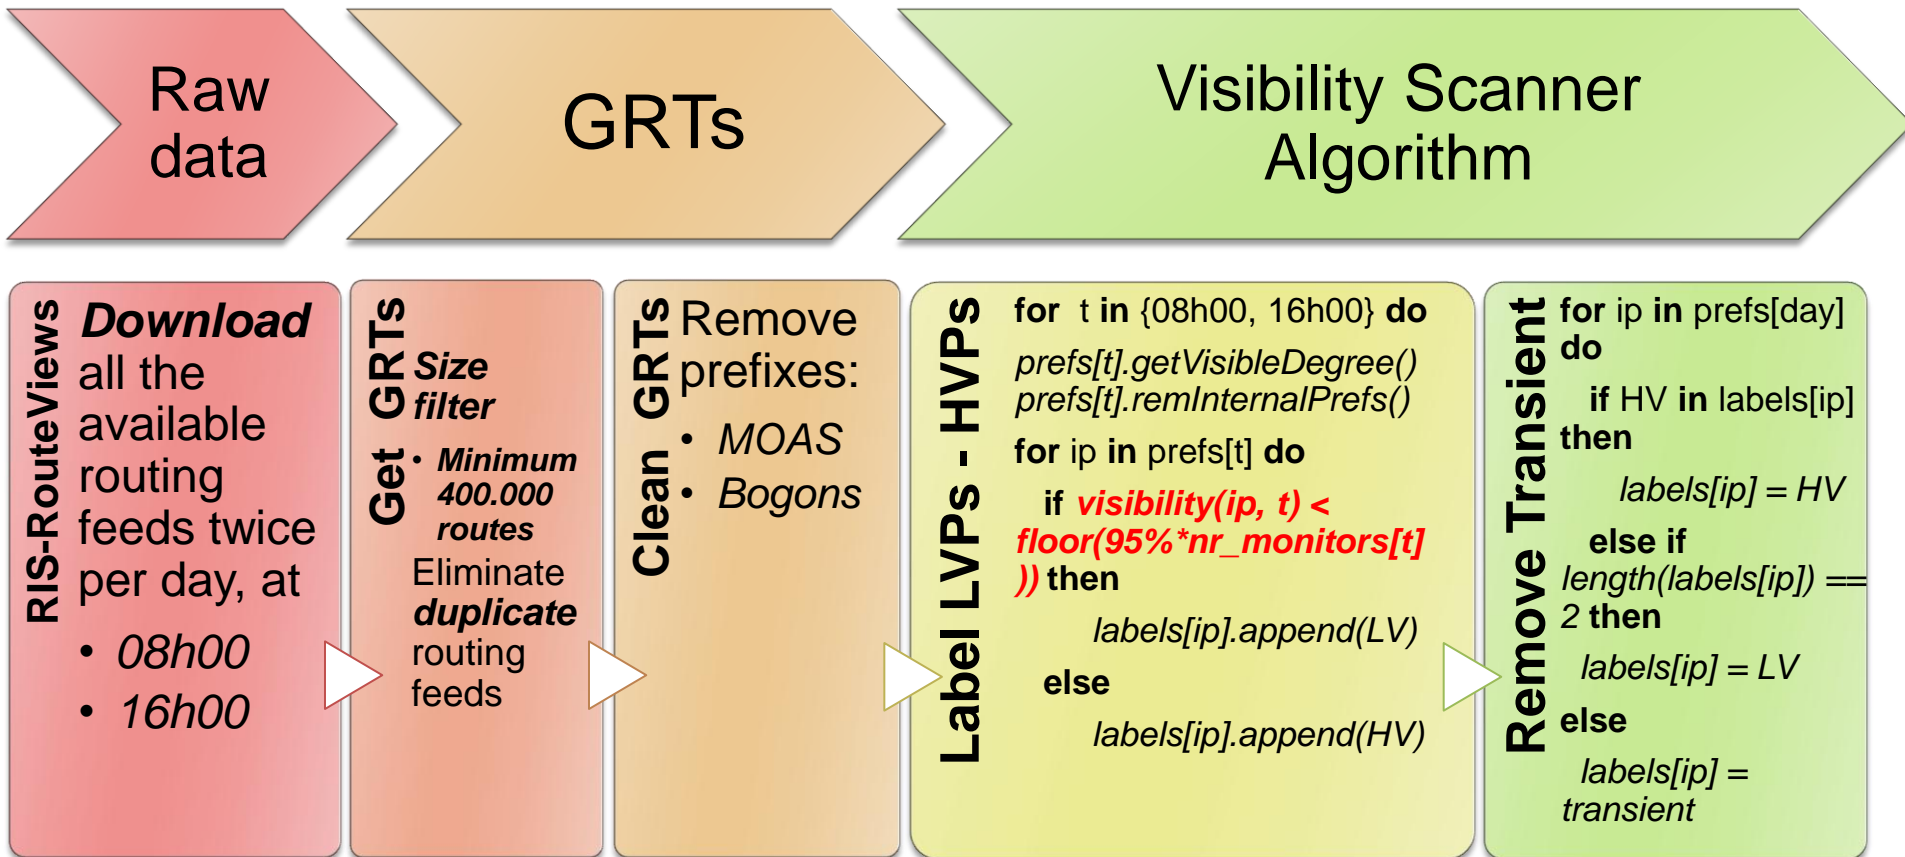 Raw
data
GRTs
Visibility Scanner
Algorithm
RIS-RouteViews
Download
all the
available
routing
feeds twice
per day, at
• 08h00
• 16h00
Get GRTs
Size
filter
• Minimum
400.000
routes
Eliminate
duplicate
routing
feeds
Clean GRTs
Remove
prefixes:
• MOAS
• Bogons
Label LVPs - HVPs
for t in {08h00, 16h00} do
prefs[t].getVisibleDegree()
prefs[t].remInternalPrefs()
for ip in prefs[t] do
if visibility(ip, t) <
floor(95%*nr_monitors[t]
)) then
labels[ip].append(LV)
else
labels[ip].append(HV)
Remove Transient
for ip in prefs[day]
do
if HV in labels[ip]
then
labels[ip] = HV
else if
length(labels[ip]) ==
2 then
labels[ip] = LV
else
labels[ip] =
transient